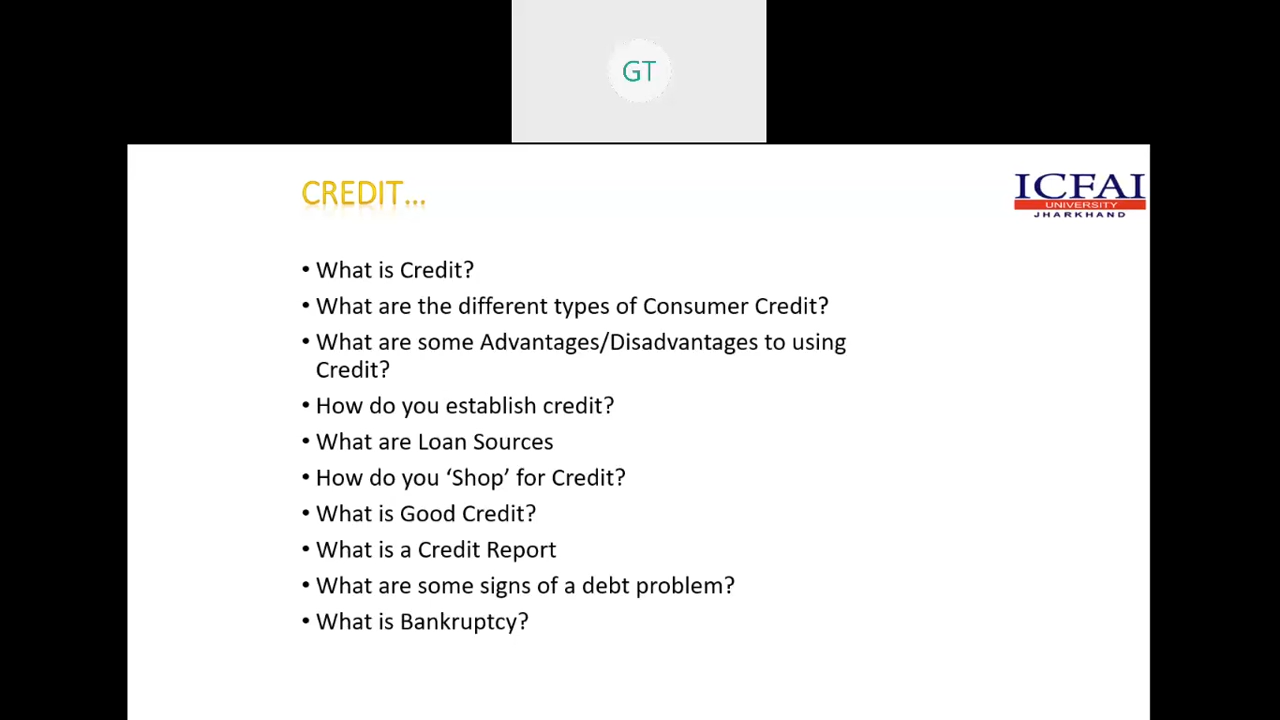 GT
CREDIT...
ICFAI
UNIVERSITY
JHARKHAND
• What is Credit?
• What are the different types of Consumer Credit?
• What are some Advantages/Disadvantages to using
Credit?
• How do you establish credit?
• What are Loan Sources
• How do you ‘Shop’ for Credit?
• What is Good Credit?
• What is a Credit Report
• What are some signs of a debt problem?
• What is Bankruptcy?